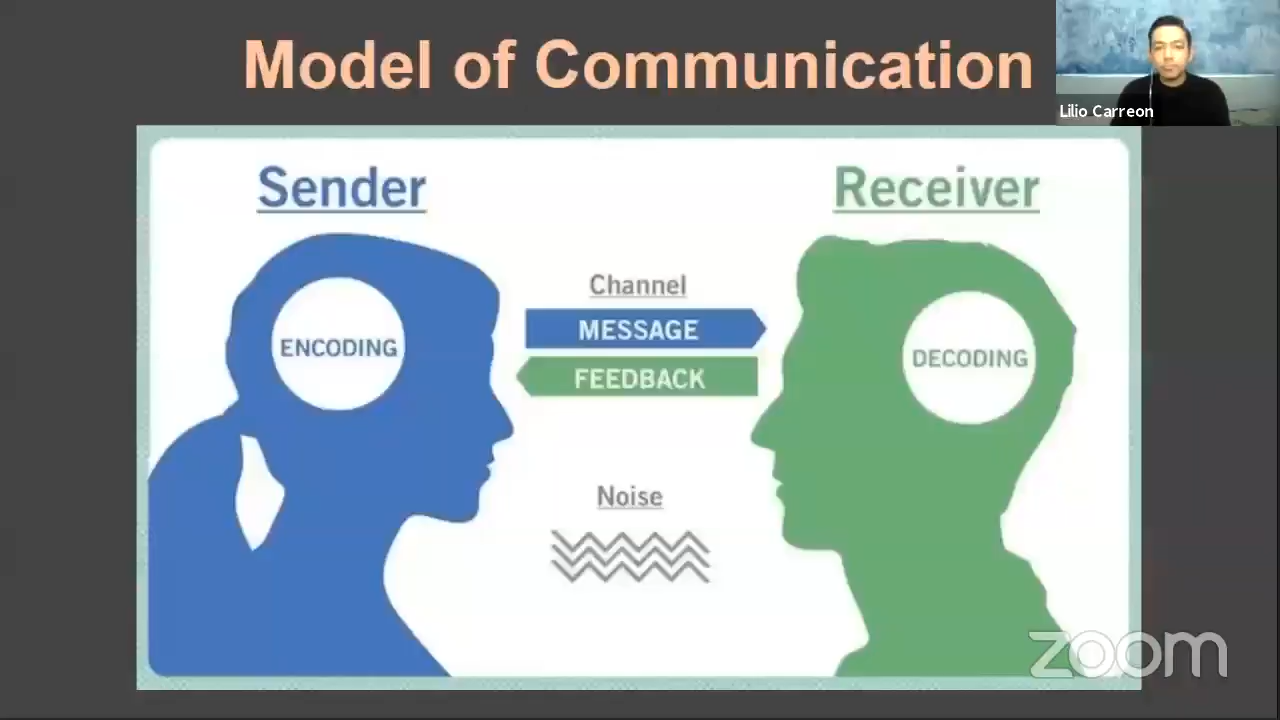 Model of Communication
Lilio Carreon
Sender
Receiver
Channel
MESSAGE
FEEDBACK
ENCODING
DECODING
Noise
zoom